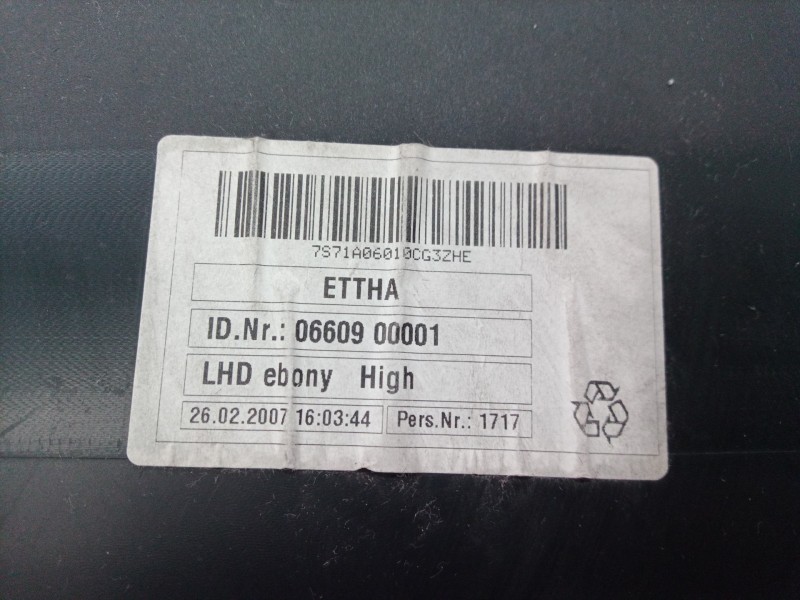 7S71A06010CG3ZHE
ETTHA
ID.Nr.: 06609 00001
LHD ebony High
26.02.2007 16:03:44 Pers.Nr.: 1717